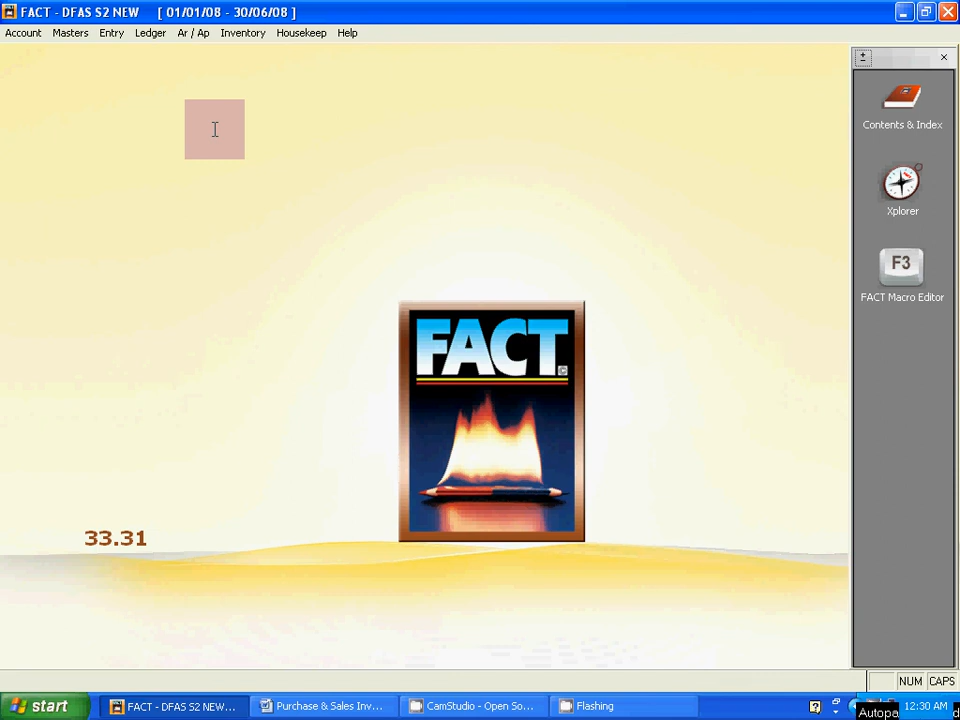 FACT - DFAS S2 NEW [ 01/01/08 - 30/06/08 ]
Account Masters Entry Ledger Ar / Ap Inventory Housekeep Help
Contents & Index
Xplorer
F3
FACT Macro Editor
FACT
33.31
NUM CAPS
start
FACT - DFAS S2 NEW...
Purchase & Sales Inv...
CamStudio - Open So...
Flashing
12:30 AM